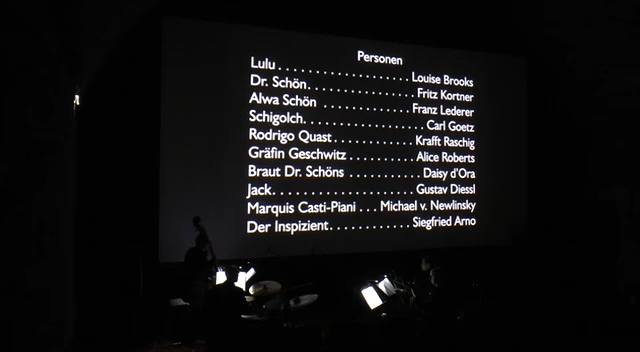 Personen
Lulu . . . . . . . . . . . . . . . . . . . Louise Brooks
Dr. Schön. . . . . . . . . . . . . . . . Fritz Kortner
Alwa Schön . . . . . . . . . . . . . Franz Lederer
Schigolch. . . . . . . . . . . . . . . . . . Carl Goetz
Rodrigo Quast . . . . . . . . . . . Krafft Raschig
Gräfin Geschwitz . . . . . . . . . . Alice Roberts
Braut Dr. Schöns . . . . . . . . . . . Daisy d'Ora
Jack. . . . . . . . . . . . . . . . . . . . . Gustav Diessl
Marquis Casti-Piani . . . Michael v. Newlinsky
Der Inspizient. . . . . . . . . . . . Siegfried Arno